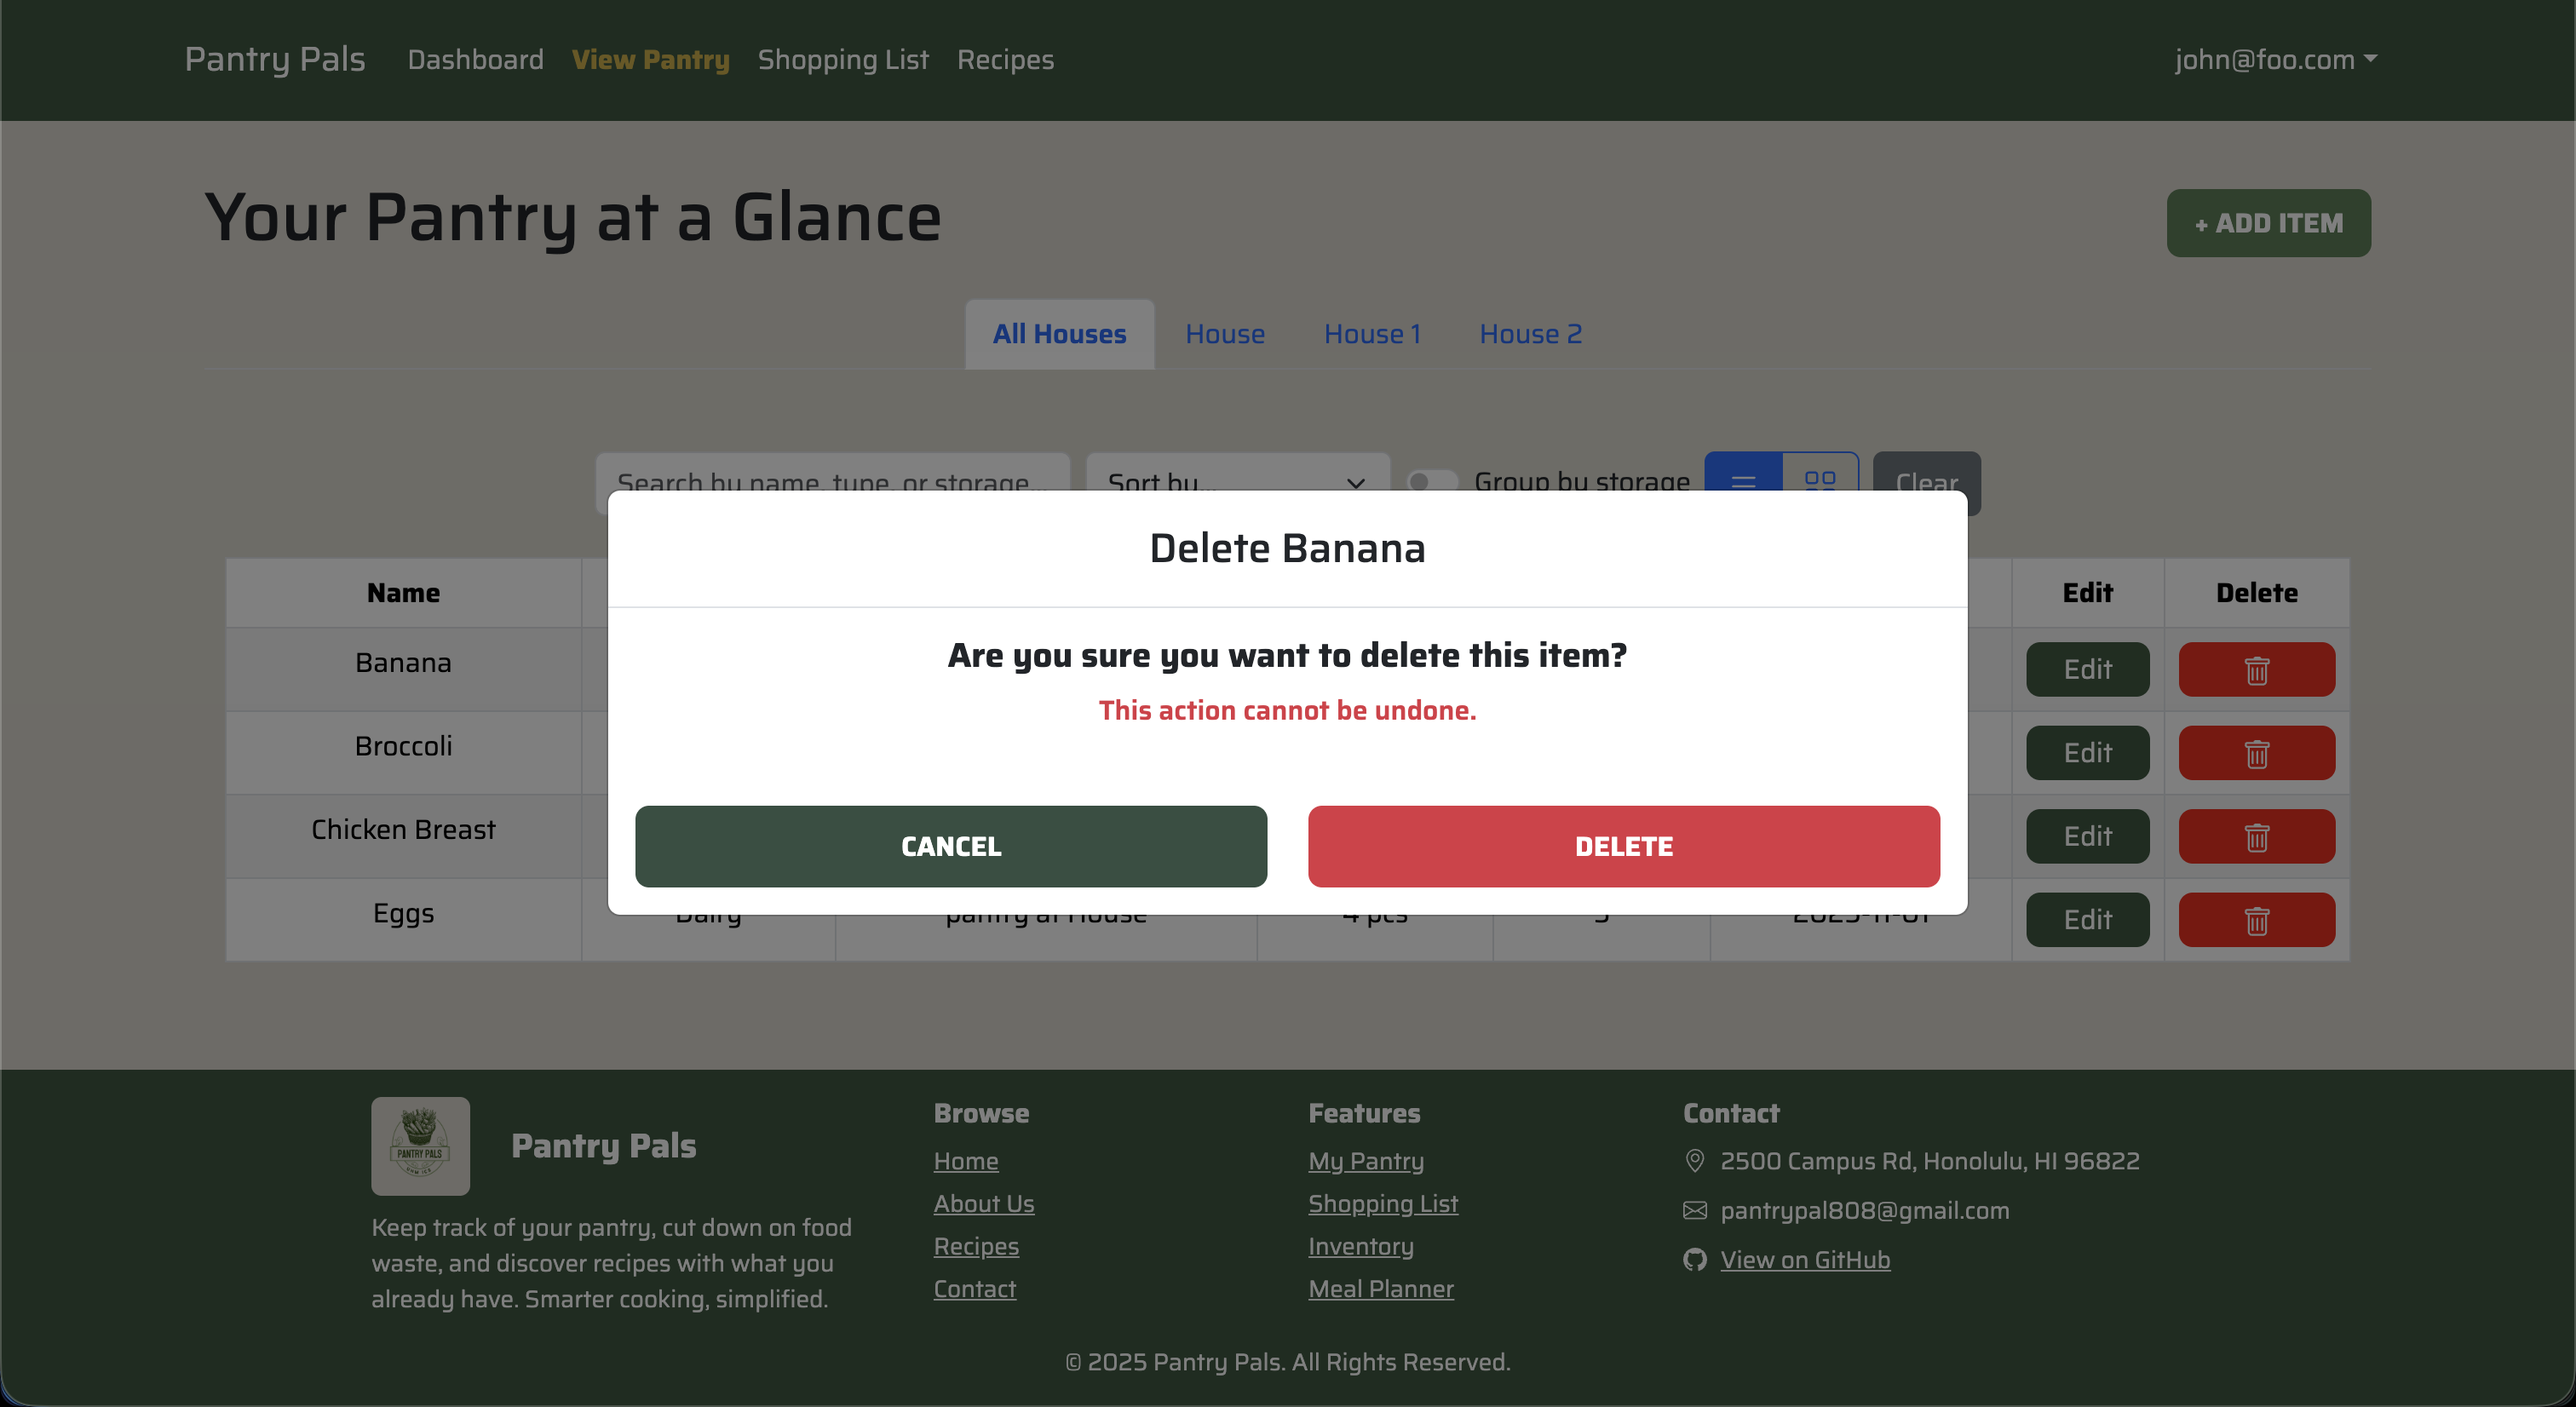 Pantry Pals Dashboard View Pantry Shopping List Recipes john@foo.com
Your Pantry at a Glance
+ ADD ITEM
All Houses House House 1 House 2
Search by name, type, or storage... Sort by... Group by storage Clear
Delete Banana
Name Edit Delete
Are you sure you want to delete this item?
Banana Edit
This action cannot be undone.
Broccoli Edit
Chicken Breast Edit
CANCEL DELETE
Eggs Dairy pantry at House 4 pcs Edit
Pantry Pals
PANTRY PALS
Keep track of your pantry, cut down on food
waste, and discover recipes with what you
already have. Smarter cooking, simplified.
Browse
Home
About Us
Recipes
Contact
Features
My Pantry
Shopping List
Inventory
Meal Planner
Contact
2500 Campus Rd, Honolulu, HI 96822
pantrypal808@gmail.com
View on GitHub
© 2025 Pantry Pals. All Rights Reserved.